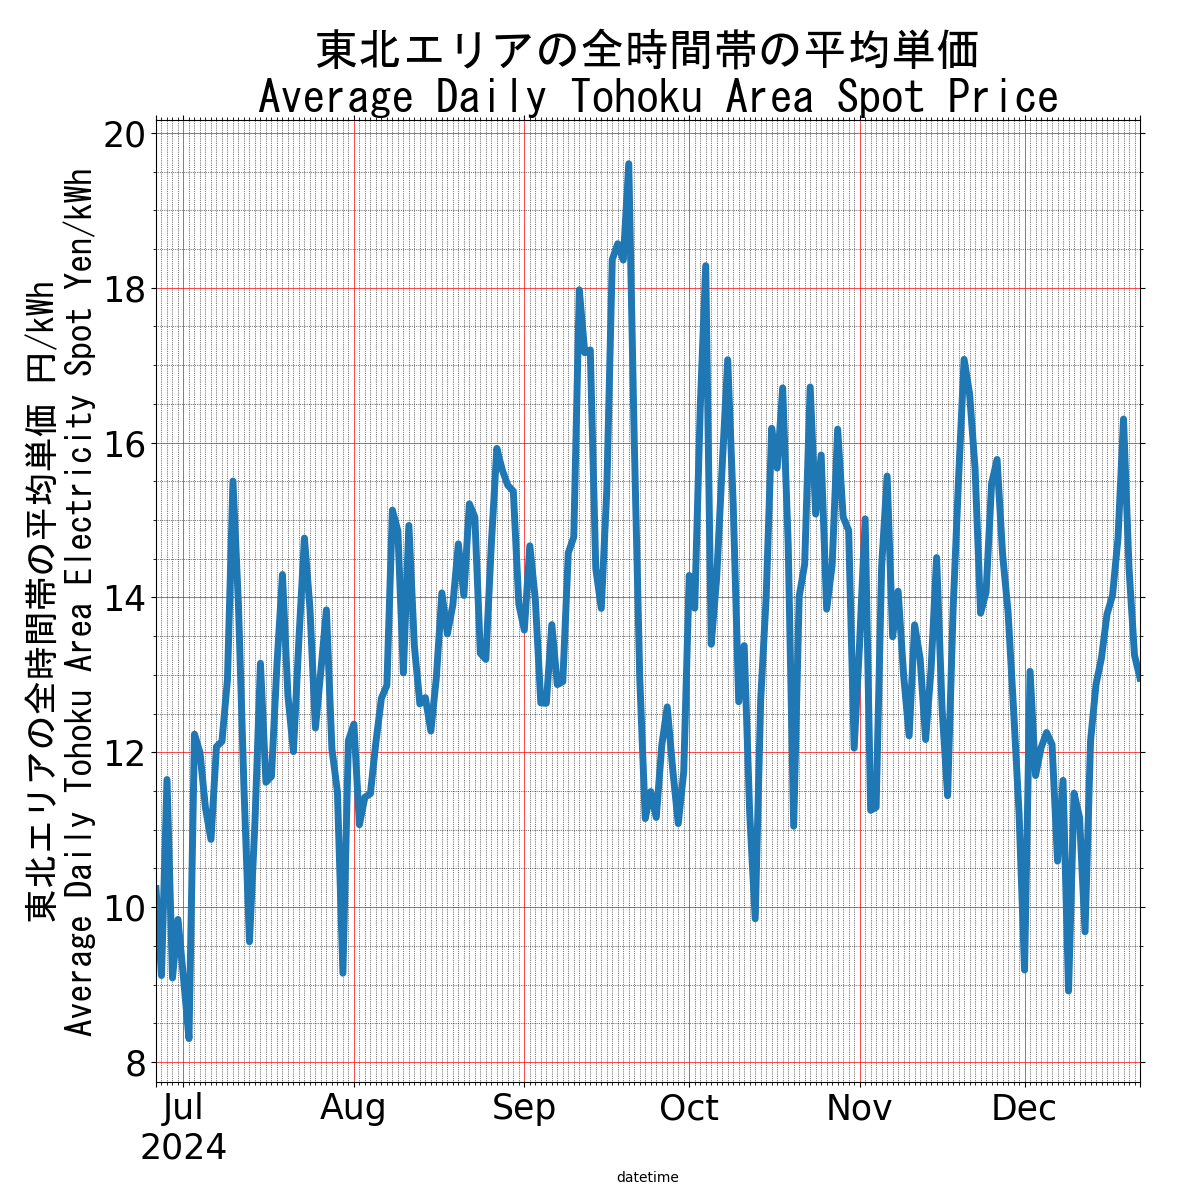 東北エリアの全時間帯の平均単価
Average Daily Tohoku Area Spot Price
東北エリアの全時間帯の平均単価 円/kWh
Average Daily Tohoku Area Electricity Spot Yen/kWh
20
18
16
14
12
10
8
Jul Aug Sep Oct Nov Dec
2024
datetime